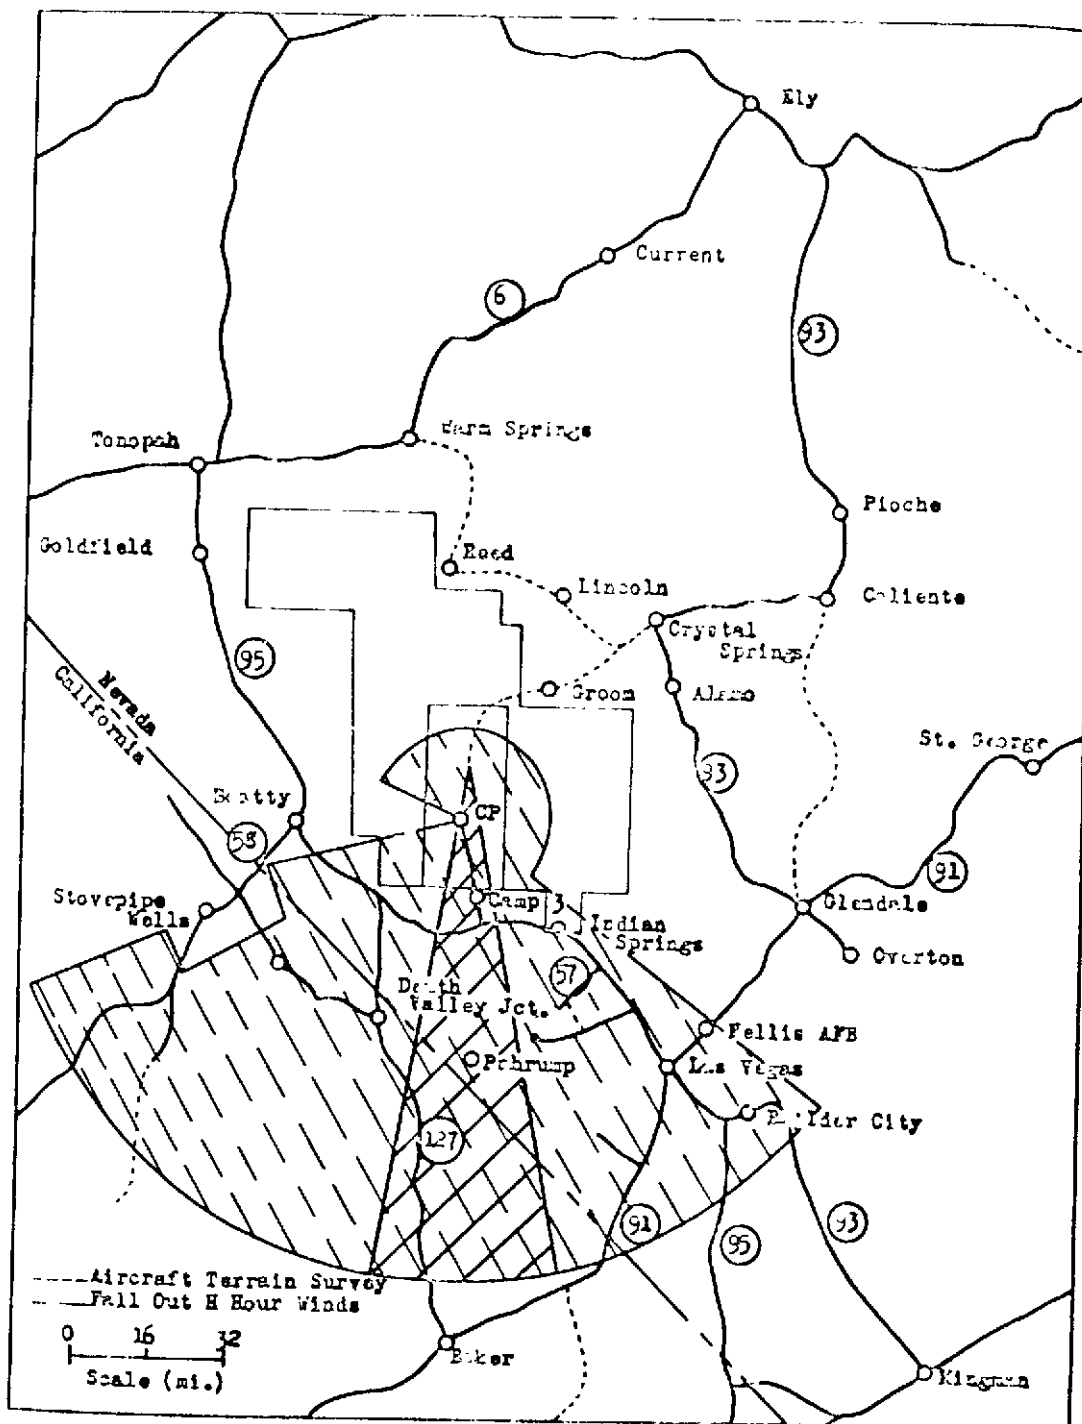 Ely
Current
6
93
Warm Springs
Tonopah
Pioche
Goldfield
Reed
Lincoln
Caliente
Crystal
Springs
95
Nevada
California
Groom
Alamo
St. George
93
Beatty
CP
58
91
Stovepipe
Wells
Camp 3
Indian
Springs
Glendale
Overton
57
Death
Valley Jct.
Nellis AFB
Pahrump
Las Vegas
Boulder City
127
91
95
93
Aircraft Terrain Survey
Fall Out H Hour Winds
0 16 32
Scale (mi.)
Baker
Kingman